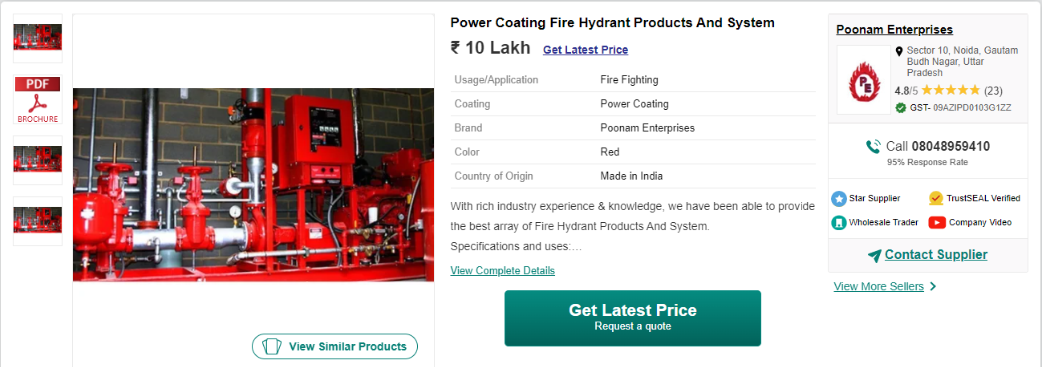 PDF
BROCHURE
View Similar Products
Power Coating Fire Hydrant Products And System
₹ 10 Lakh Get Latest Price
Usage/Application Fire Fighting
Coating Power Coating
Brand Poonam Enterprises
Color Red
Country of Origin Made in India
With rich industry experience & knowledge, we have been able to provide
the best array of Fire Hydrant Products And System.
Specifications and uses:...
View Complete Details
Get Latest Price
Request a quote
Poonam Enterprises
PE
Sector 10, Noida, Gautam
Budh Nagar, Uttar
Pradesh
4.8/5 (23)
GST- 09AZIPD0103G1ZZ
Call 08048959410
95% Response Rate
Star Supplier TrustSEAL Verified
Wholesale Trader Company Video
Contact Supplier
View More Sellers